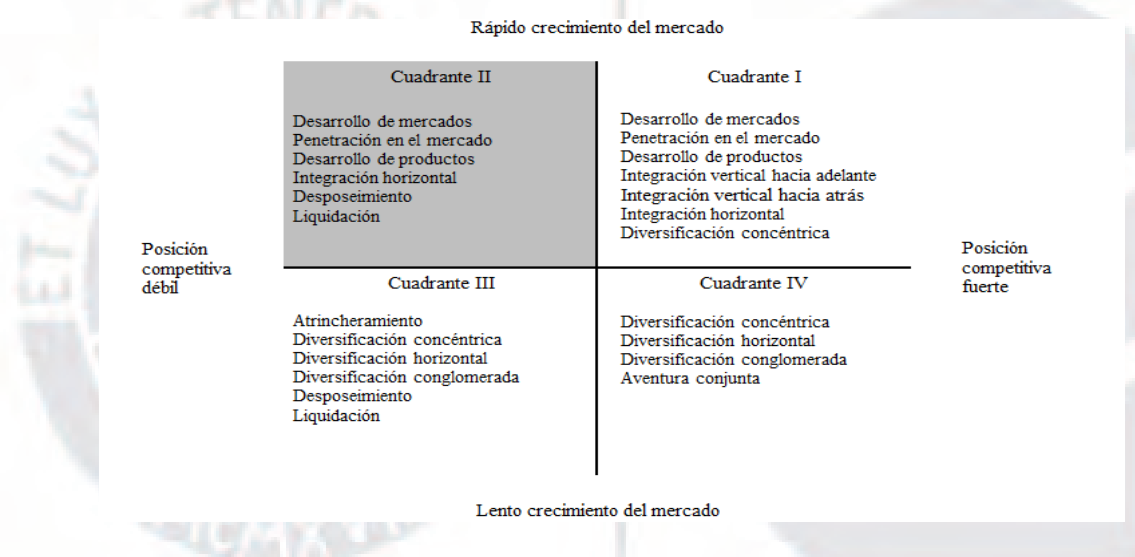 Rápido crecimiento del mercado
Cuadrante II
Desarrollo de mercados
Penetración en el mercado
Desarrollo de productos
Integración horizontal
Desposeimiento
Liquidación
Cuadrante I
Desarrollo de mercados
Penetración en el mercado
Desarrollo de productos
Integración vertical hacia adelante
Integración vertical hacia atrás
Integración horizontal
Diversificación concéntrica
Posición
competitiva
débil
Posición
competitiva
fuerte
Cuadrante III
Atrincheramiento
Diversificación concéntrica
Diversificación horizontal
Diversificación conglomerada
Desposeimiento
Liquidación
Cuadrante IV
Diversificación concéntrica
Diversificación horizontal
Diversificación conglomerada
Aventura conjunta
Lento crecimiento del mercado
ET LUX